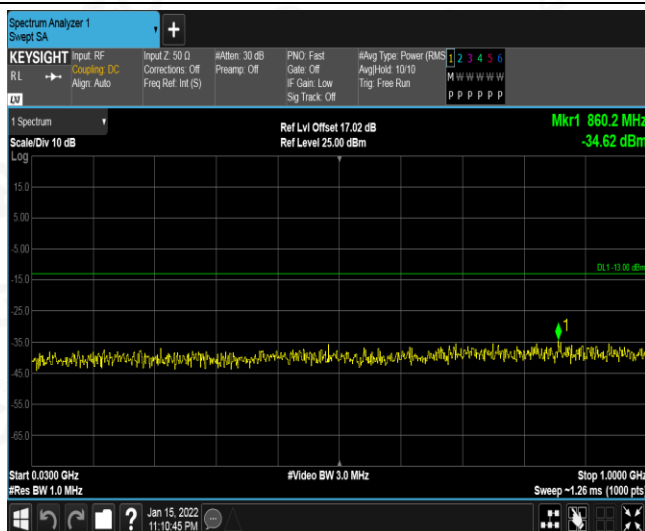 Spectrum Analyzer 1
Swept SA
+
KEYSIGHT
RL
LXI
Input: RF
Coupling: DC
Align: Auto
Input Z: 50 Ω
Corrections: Off
Freq Ref: Int (S)
#Atten: 30 dB
Preamp: Off
PNO: Fast
Gate: Off
IF Gain: Low
Sig Track: Off
#Avg Type: Power (RMS
Avg|Hold: 10/10
Trig: Free Run
1 2 3 4 5 6
M W W W W W
P P P P P P
1 Spectrum
Scale/Div 10 dB
Log
Ref Lvl Offset 17.02 dB
Ref Level 25.00 dBm
Mkr1 860.2 MHz
-34.62 dBm
15.0
5.00
-5.00
DL1 -13.00 dBm
-15.0
-25.0
1
-35.0
-45.0
-55.0
-65.0
Start 0.0300 GHz
#Res BW 1.0 MHz
#Video BW 3.0 MHz
Stop 1.0000 GHz
Sweep ~1.26 ms (1000 pts)
?
Jan 15, 2022
11:10:45 PM